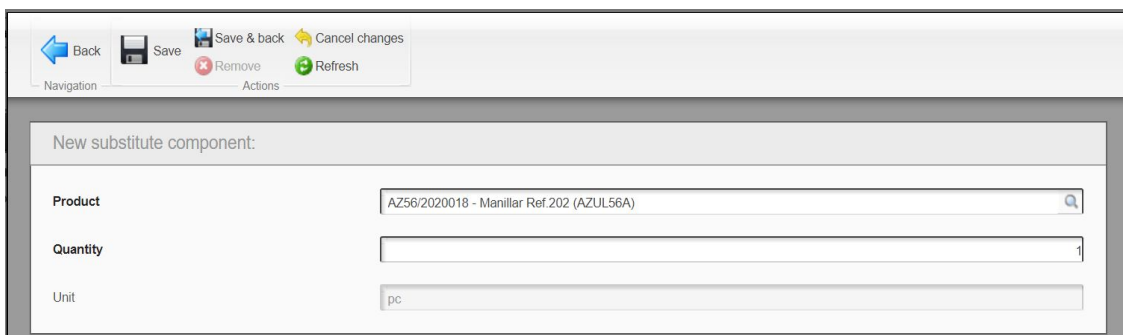 Back
Save
Save & back
Cancel changes
Remove
Refresh
Navigation
Actions
New substitute component:
Product
AZ56/2020018 - Manillar Ref.202 (AZUL56A)
Quantity
1
Unit
pc